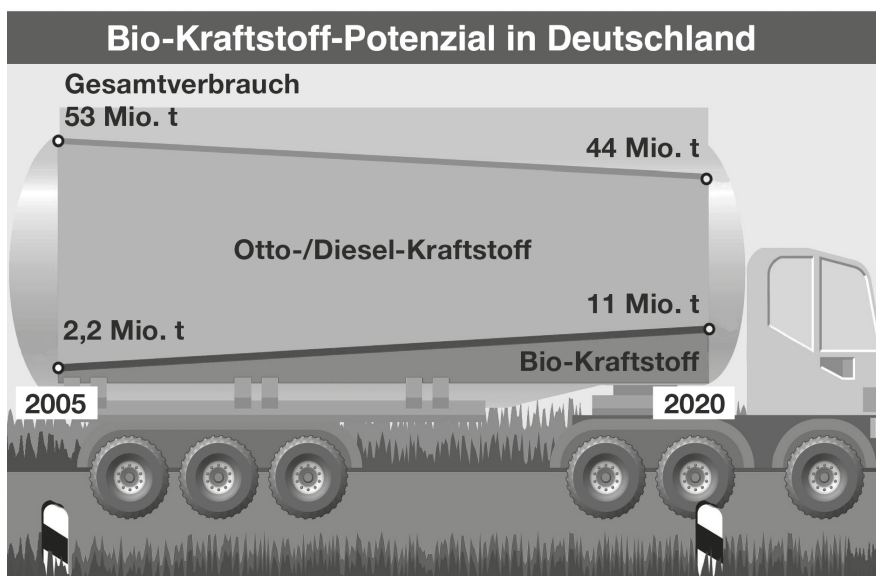 Bio-Kraftstoff-Potenzial in Deutschland
Gesamtverbrauch
53 Mio. t
44 Mio. t
Otto-/Diesel-Kraftstoff
11 Mio. t
2,2 Mio. t
Bio-Kraftstoff
2005
2020